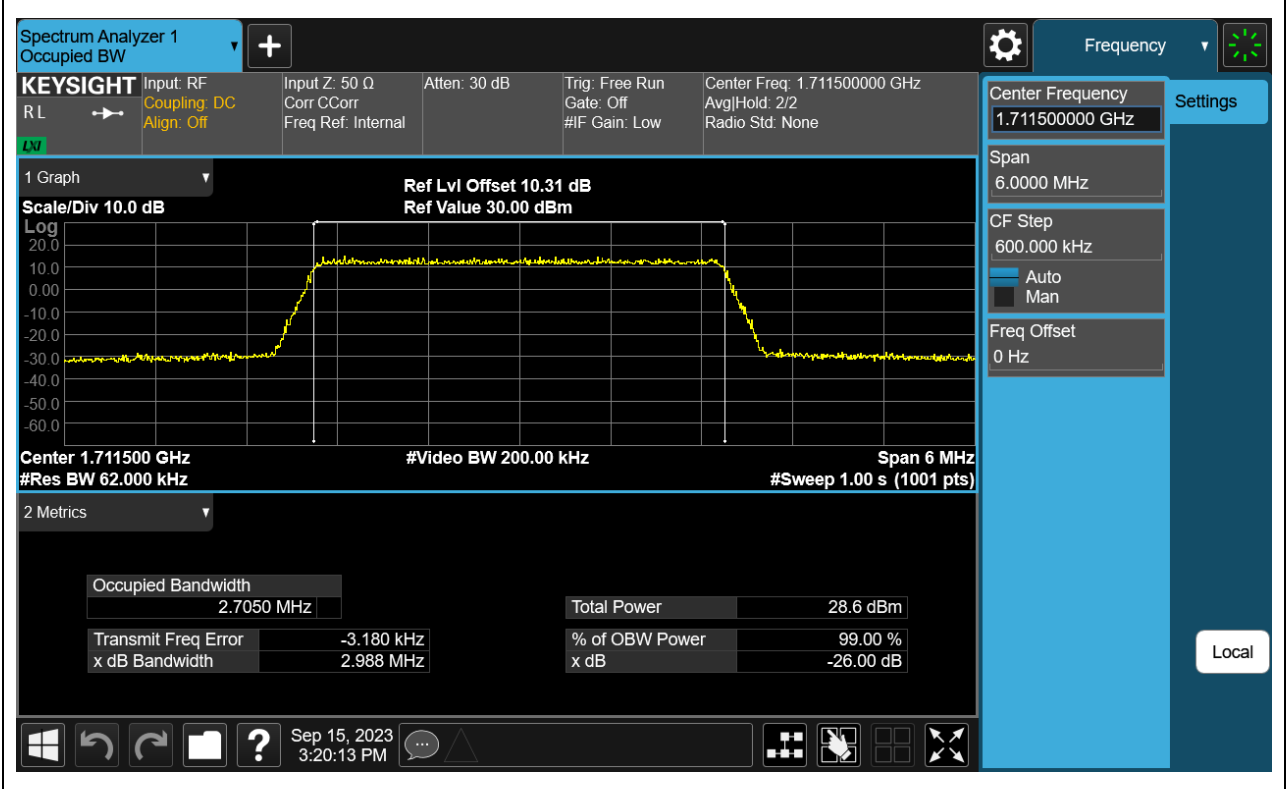 Spectrum Analyzer 1
Occupied BW
Frequency
KEYSIGHT
R L
LXI
Input: RF
Coupling: DC
Align: Off
Input Z: 50 Ω
Corr CCorr
Freq Ref: Internal
Atten: 30 dB
Trig: Free Run
Gate: Off
#IF Gain: Low
Center Freq: 1.711500000 GHz
Avg|Hold: 2/2
Radio Std: None
Center Frequency
1.711500000 GHz
Settings
Span
6.0000 MHz
CF Step
600.000 kHz
Auto
Man
Freq Offset
0 Hz
Local
1 Graph
Scale/Div 10.0 dB
Ref Lvl Offset 10.31 dB
Ref Value 30.00 dBm
Log
20.0
10.0
0.00
-10.0
-20.0
-30.0
-40.0
-50.0
-60.0
Center 1.711500 GHz
#Video BW 200.00 kHz
Span 6 MHz
#Res BW 62.000 kHz
#Sweep 1.00 s (1001 pts)
2 Metrics
Occupied Bandwidth
2.7050 MHz
Total Power 28.6 dBm
Transmit Freq Error -3.180 kHz
% of OBW Power 99.00 %
x dB Bandwidth 2.988 MHz
x dB -26.00 dB
Sep 15, 2023
3:20:13 PM